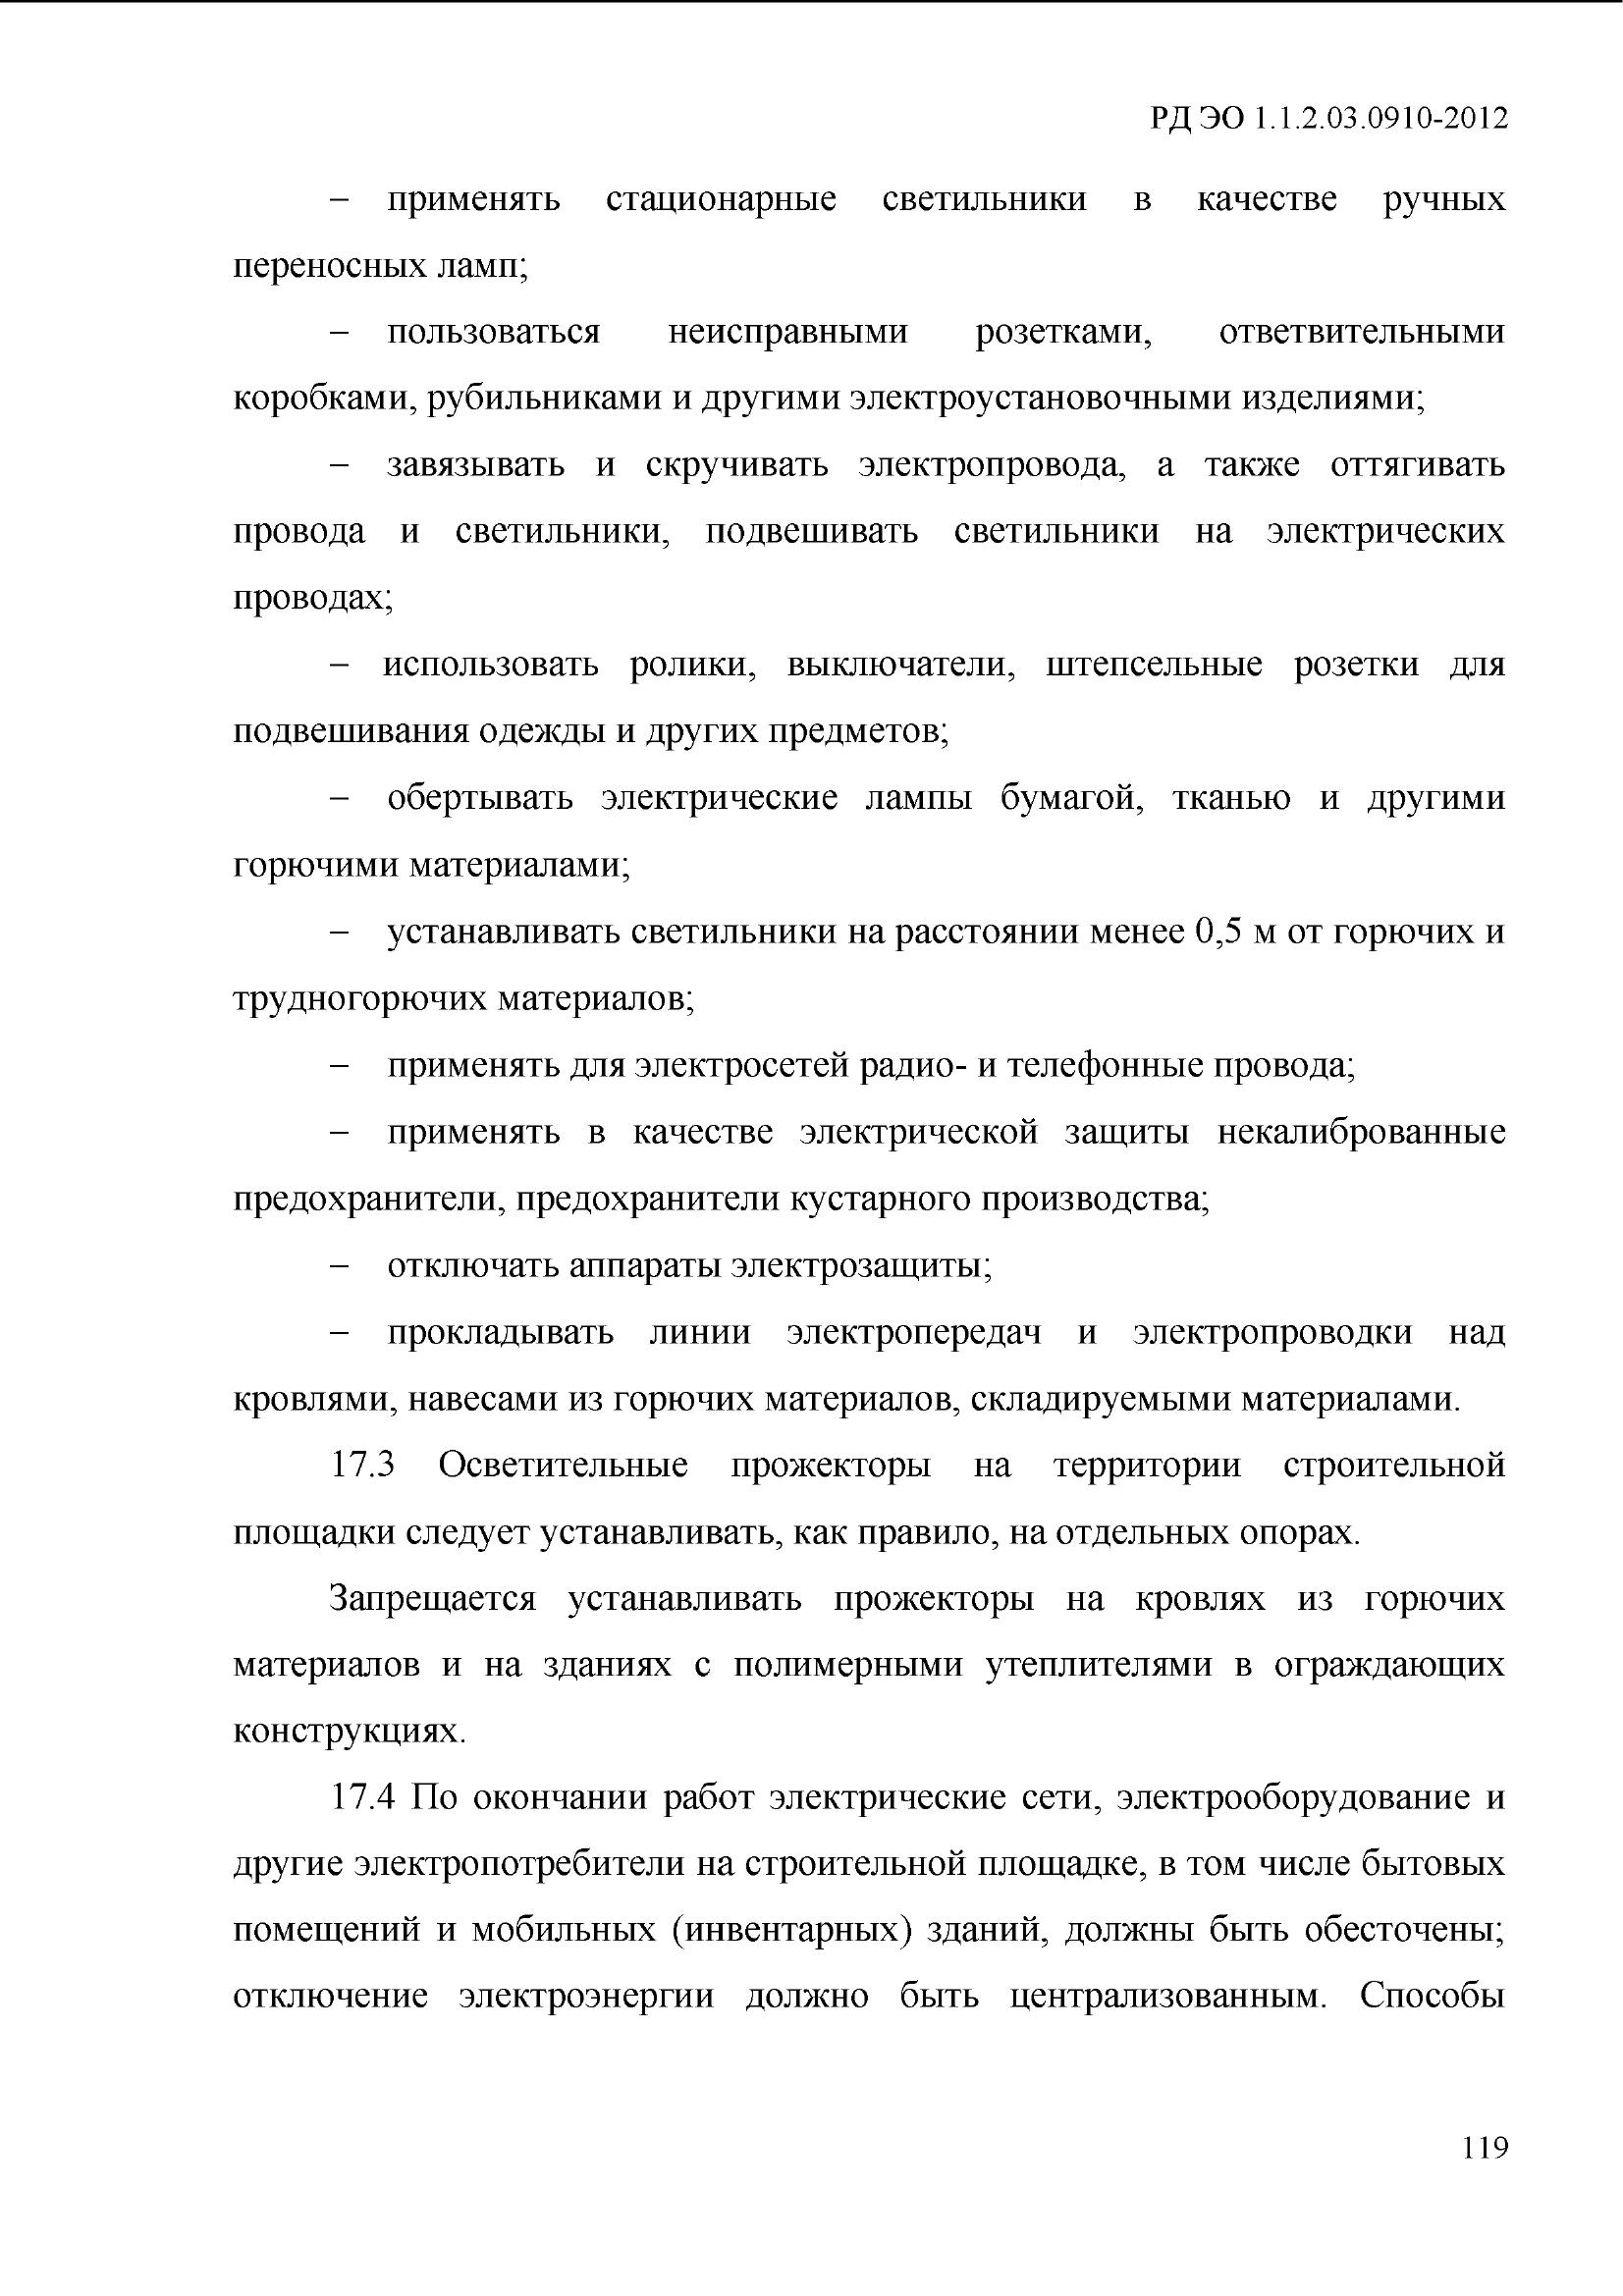 РД ЭО 1.1.2.03.0910-2012
– применять стационарные светильники в качестве ручных
переносных ламп;
– пользоваться неисправными розетками, ответвительными
коробками, рубильниками и другими электроустановочными изделиями;
– завязывать и скручивать электропровода, а также оттягивать
провода и светильники, подвешивать светильники на электрических
проводах;
– использовать ролики, выключатели, штепсельные розетки для
подвешивания одежды и других предметов;
– обертывать электрические лампы бумагой, тканью и другими
горючими материалами;
– устанавливать светильники на расстоянии менее 0,5 м от горючих и
трудногорючих материалов;
– применять для электросетей радио- и телефонные провода;
– применять в качестве электрической защиты некалиброванные
предохранители, предохранители кустарного производства;
– отключать аппараты электрозащиты;
– прокладывать линии электропередач и электропроводки над
кровлями, навесами из горючих материалов, складируемыми материалами.
17.3 Осветительные прожекторы на территории строительной
площадки следует устанавливать, как правило, на отдельных опорах.
Запрещается устанавливать прожекторы на кровлях из горючих
материалов и на зданиях с полимерными утеплителями в ограждающих
конструкциях.
17.4 По окончании работ электрические сети, электрооборудование и
другие электропотребители на строительной площадке, в том числе бытовых
помещений и мобильных (инвентарных) зданий, должны быть обесточены;
отключение электроэнергии должно быть централизованным. Способы
119